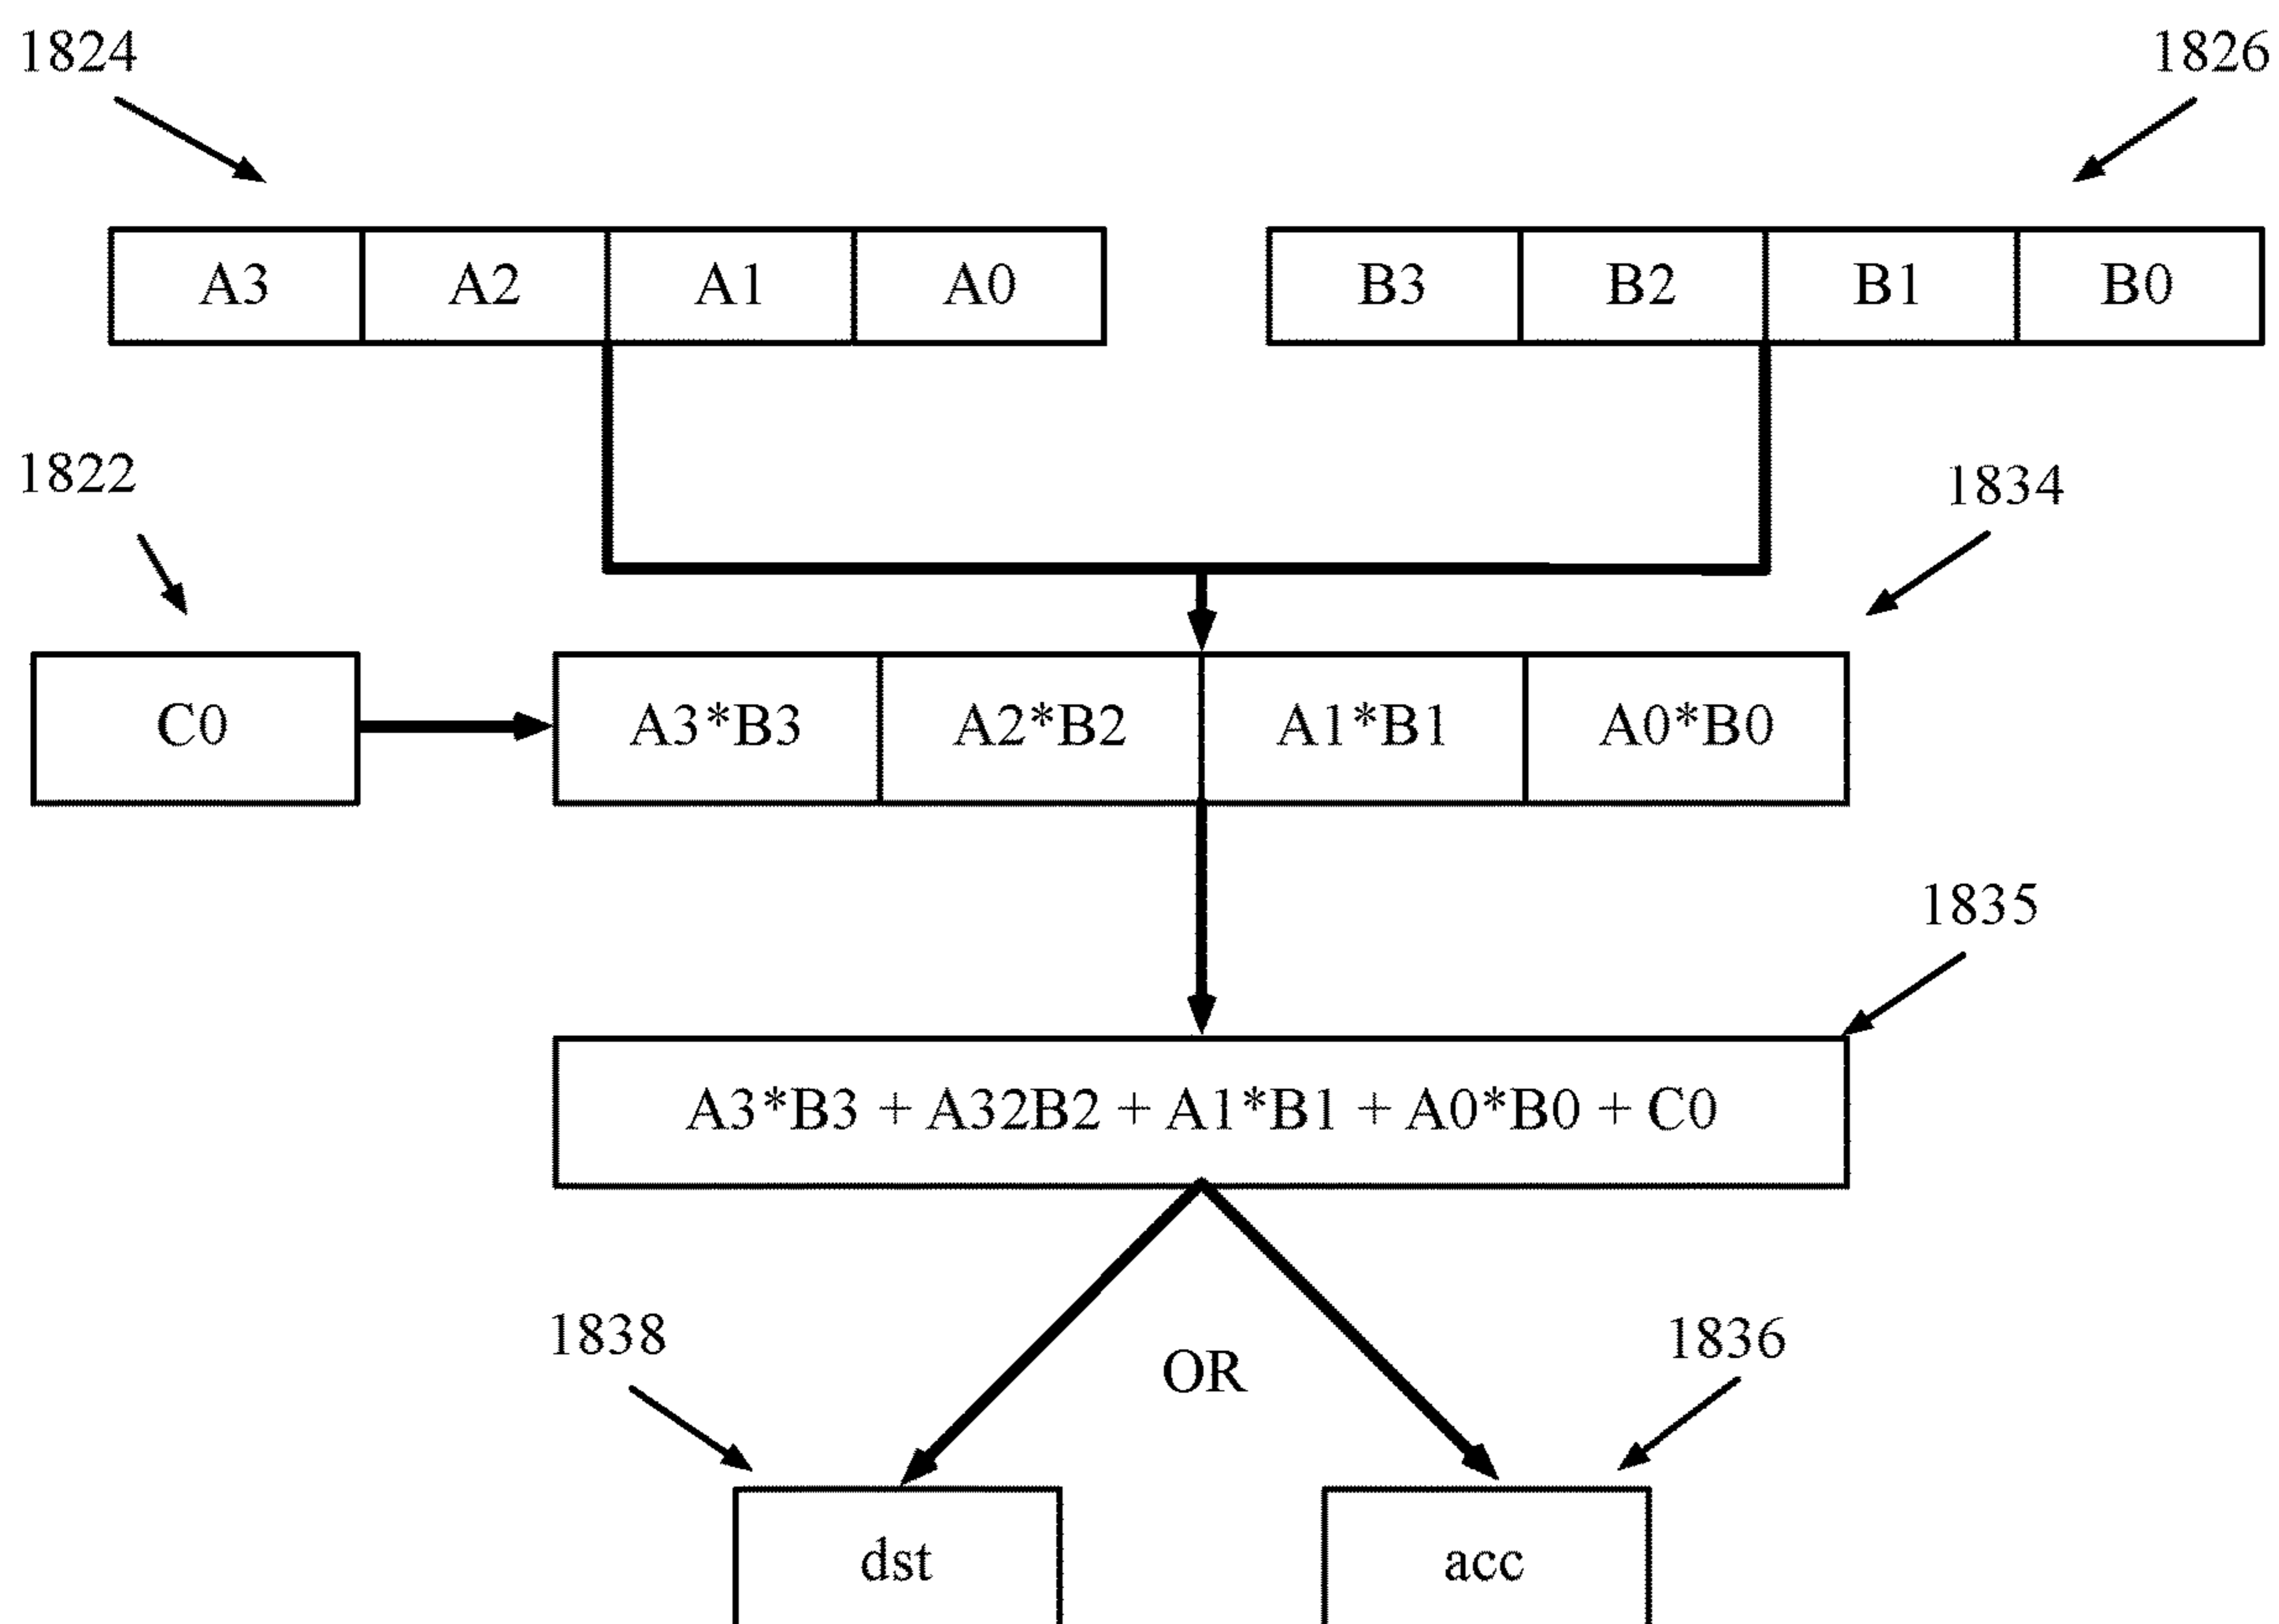 1824 1826
A3 A2 A1 A0 B3 B2 B1 B0
1822 1834
C0 A3*B3 A2*B2 A1*B1 A0*B0
1835
A3*B3 + A32B2 + A1*B1 + A0*B0 + C0
1838 OR 1836
dst acc